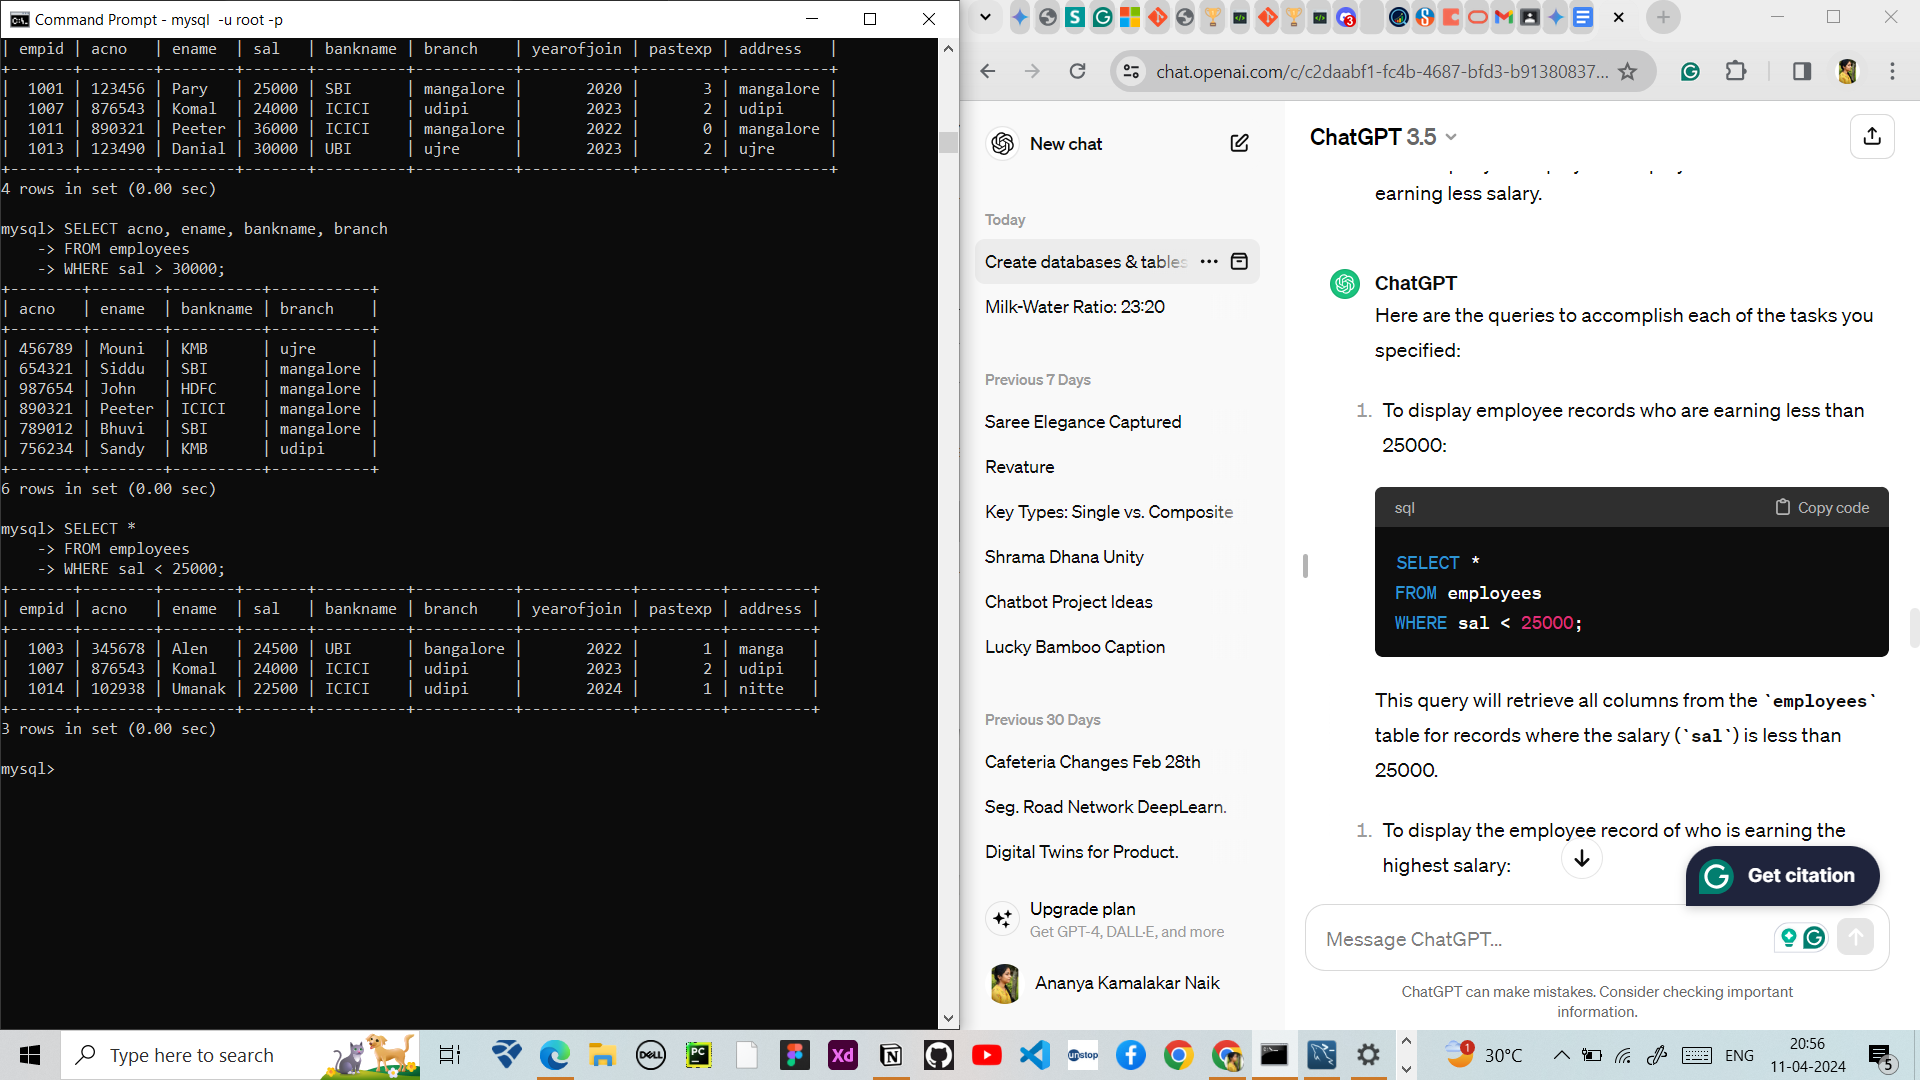 Command Prompt - mysql  -u root -p
| empid | acno   | ename  | sal   | bankname | branch    | yearofjoin | pastexp | address   |
+-------+--------+--------+-------+----------+-----------+------------+---------+-----------+
|  1001 | 123456 | Pary   | 25000 | SBI      | mangalore |       2020 |       3 | mangalore |
|  1007 | 876543 | Komal  | 24000 | ICICI    | udipi     |       2023 |       2 | udipi     |
|  1011 | 890321 | Peeter | 36000 | ICICI    | mangalore |       2022 |       0 | mangalore |
|  1013 | 123490 | Danial | 30000 | UBI      | ujre      |       2023 |       2 | ujre      |
+-------+--------+--------+-------+----------+-----------+------------+---------+-----------+
4 rows in set (0.00 sec)
mysql> SELECT acno, ename, bankname, branch
    -> FROM employees
    -> WHERE sal > 30000;
+--------+--------+----------+-----------+
| acno   | ename  | bankname | branch    |
+--------+--------+----------+-----------+
| 456789 | Mouni  | KMB      | ujre      |
| 654321 | Siddu  | SBI      | mangalore |
| 987654 | John   | HDFC     | mangalore |
| 890321 | Peeter | ICICI    | mangalore |
| 789012 | Bhuvi  | SBI      | mangalore |
| 756234 | Sandy  | KMB      | udipi     |
+--------+--------+----------+-----------+
6 rows in set (0.00 sec)
mysql> SELECT *
    -> FROM employees
    -> WHERE sal < 25000;
+-------+--------+--------+-------+----------+-----------+------------+---------+---------+
| empid | acno   | ename  | sal   | bankname | branch    | yearofjoin | pastexp | address |
+-------+--------+--------+-------+----------+-----------+------------+---------+---------+
|  1003 | 345678 | Alen   | 24500 | UBI      | bangalore |       2022 |       1 | manga   |
|  1007 | 876543 | Komal  | 24000 | ICICI    | udipi     |       2023 |       2 | udipi   |
|  1014 | 102938 | Umanak | 22500 | ICICI    | udipi     |       2024 |       1 | nitte   |
+-------+--------+--------+-------+----------+-----------+------------+---------+---------+
3 rows in set (0.00 sec)
mysql>
chat.openai.com/c/c2daabf1-fc4b-4687-bfd3-b91380837...
New chat
Today
Create databases & tables
Milk-Water Ratio: 23:20
Previous 7 Days
Saree Elegance Captured
Revature
Key Types: Single vs. Composite
Shrama Dhana Unity
Chatbot Project Ideas
Lucky Bamboo Caption
Previous 30 Days
Cafeteria Changes Feb 28th
Seg. Road Network DeepLearn.
Digital Twins for Product.
Upgrade plan
Get GPT-4, DALL·E, and more
Ananya Kamalakar Naik
ChatGPT 3.5
earning less salary.
ChatGPT
Here are the queries to accomplish each of the tasks you
specified:
1. To display employee records who are earning less than
25000:
sql
Copy code
SELECT *
FROM employees
WHERE sal < 25000;
This query will retrieve all columns from the `employees`
table for records where the salary (`sal`) is less than
25000.
1. To display the employee record of who is earning the
highest salary:
Get citation
Message ChatGPT...
ChatGPT can make mistakes. Consider checking important
information.
Type here to search
DELL
PC
Xd
unstop
1
30°C
ENG
20:56
11-04-2024
5